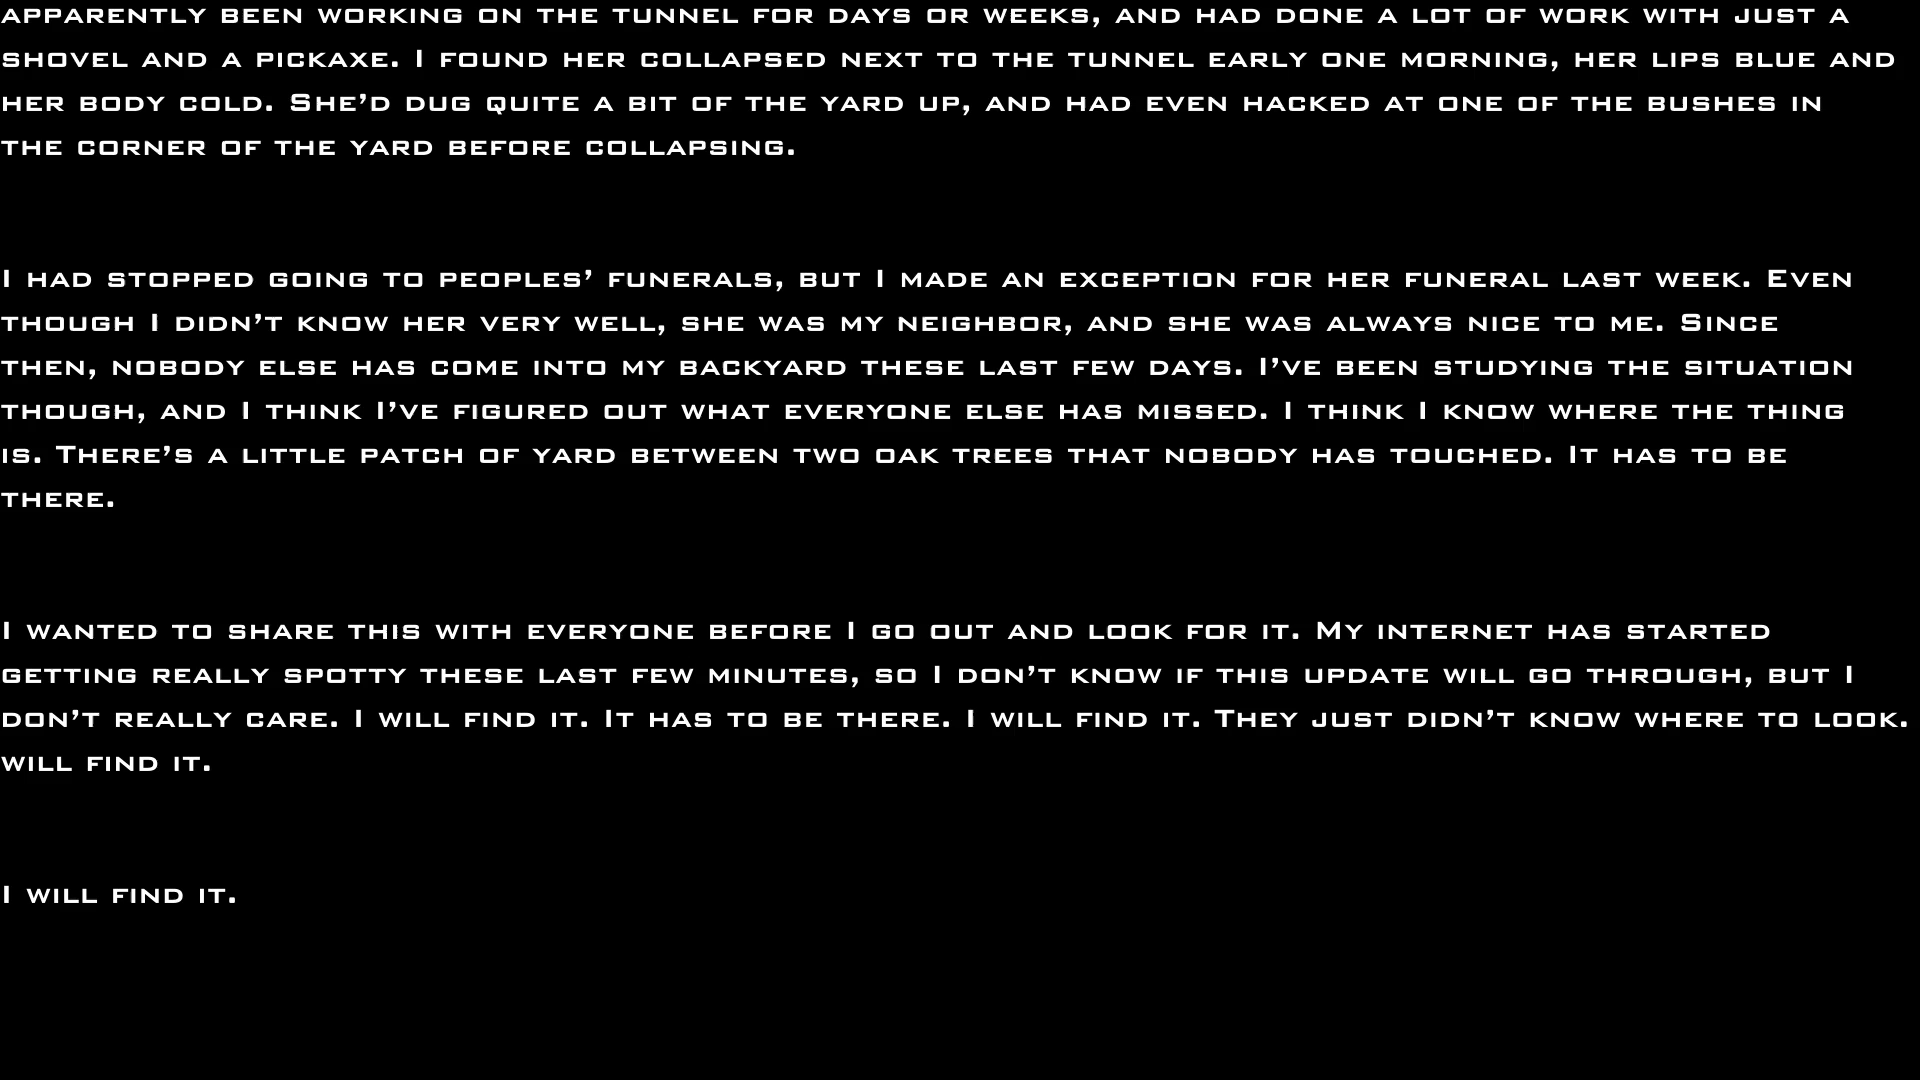 apparently been working on the tunnel for days or weeks, and had done a lot of work with just a
shovel and a pickaxe. I found her collapsed next to the tunnel early one morning, her lips blue and
her body cold. She’d dug quite a bit of the yard up, and had even hacked at one of the bushes in
the corner of the yard before collapsing.
I had stopped going to peoples’ funerals, but I made an exception for her funeral last week. Even
though I didn’t know her very well, she was my neighbor, and she was always nice to me. Since
then, nobody else has come into my backyard these last few days. I’ve been studying the situation
though, and I think I’ve figured out what everyone else has missed. I think I know where the thing
is. There’s a little patch of yard between two oak trees that nobody has touched. It has to be
there.
I wanted to share this with everyone before I go out and look for it. My internet has started
getting really spotty these last few minutes, so I don’t know if this update will go through, but I
don’t really care. I will find it. It has to be there. I will find it. They just didn’t know where to look.
will find it.
I will find it.